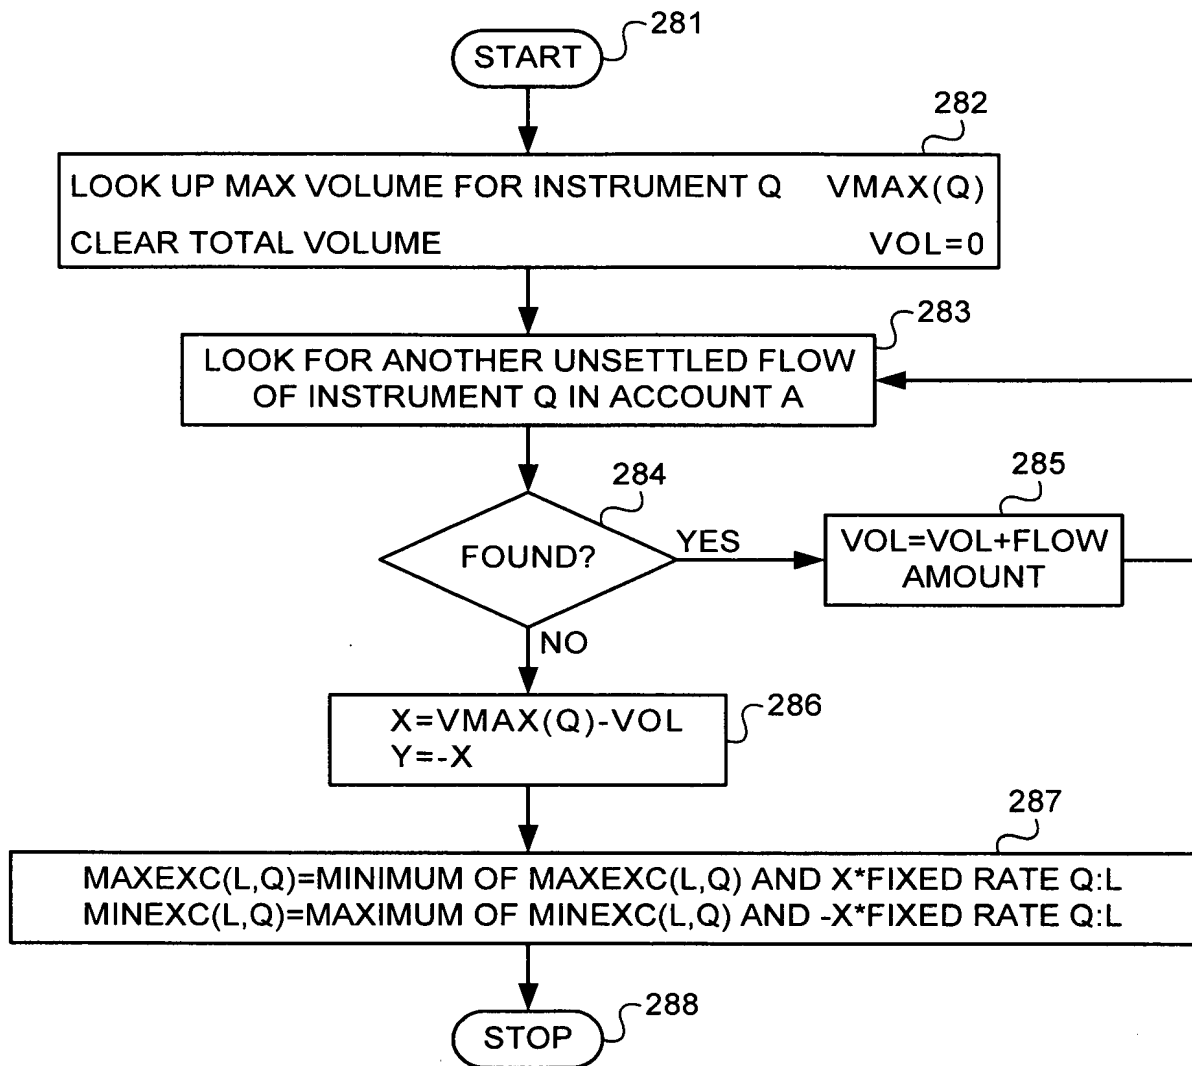 281
START
282
LOOK UP MAX VOLUME FOR INSTRUMENT Q VMAX(Q)
CLEAR TOTAL VOLUME VOL=0
283
LOOK FOR ANOTHER UNSETTLED FLOW
OF INSTRUMENT Q IN ACCOUNT A
284
FOUND?
YES
285
VOL=VOL+FLOW
AMOUNT
NO
286
X=VMAX(Q)-VOL
Y=-X
287
MAXEXC(L,Q)=MINIMUM OF MAXEXC(L,Q) AND X*FIXED RATE Q:L
MINEXC(L,Q)=MAXIMUM OF MINEXC(L,Q) AND -X*FIXED RATE Q:L
288
STOP